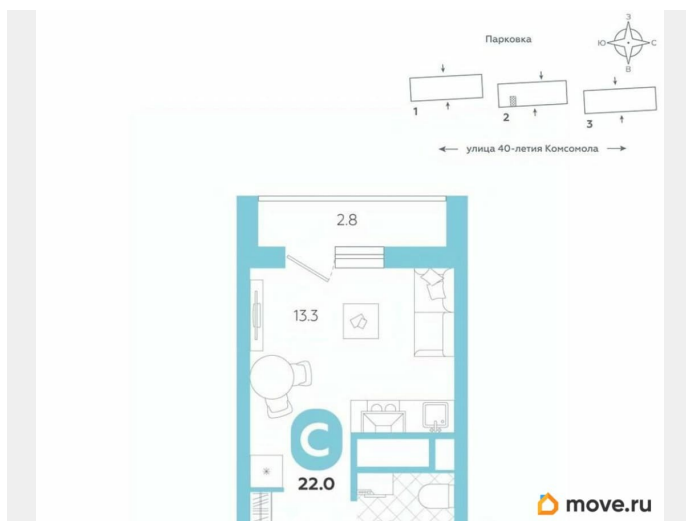 З
Парковка
Ю
С
В
1
2
3
улица 40-летия Комсомола
2.8
13.3
С
22.0
move.ru